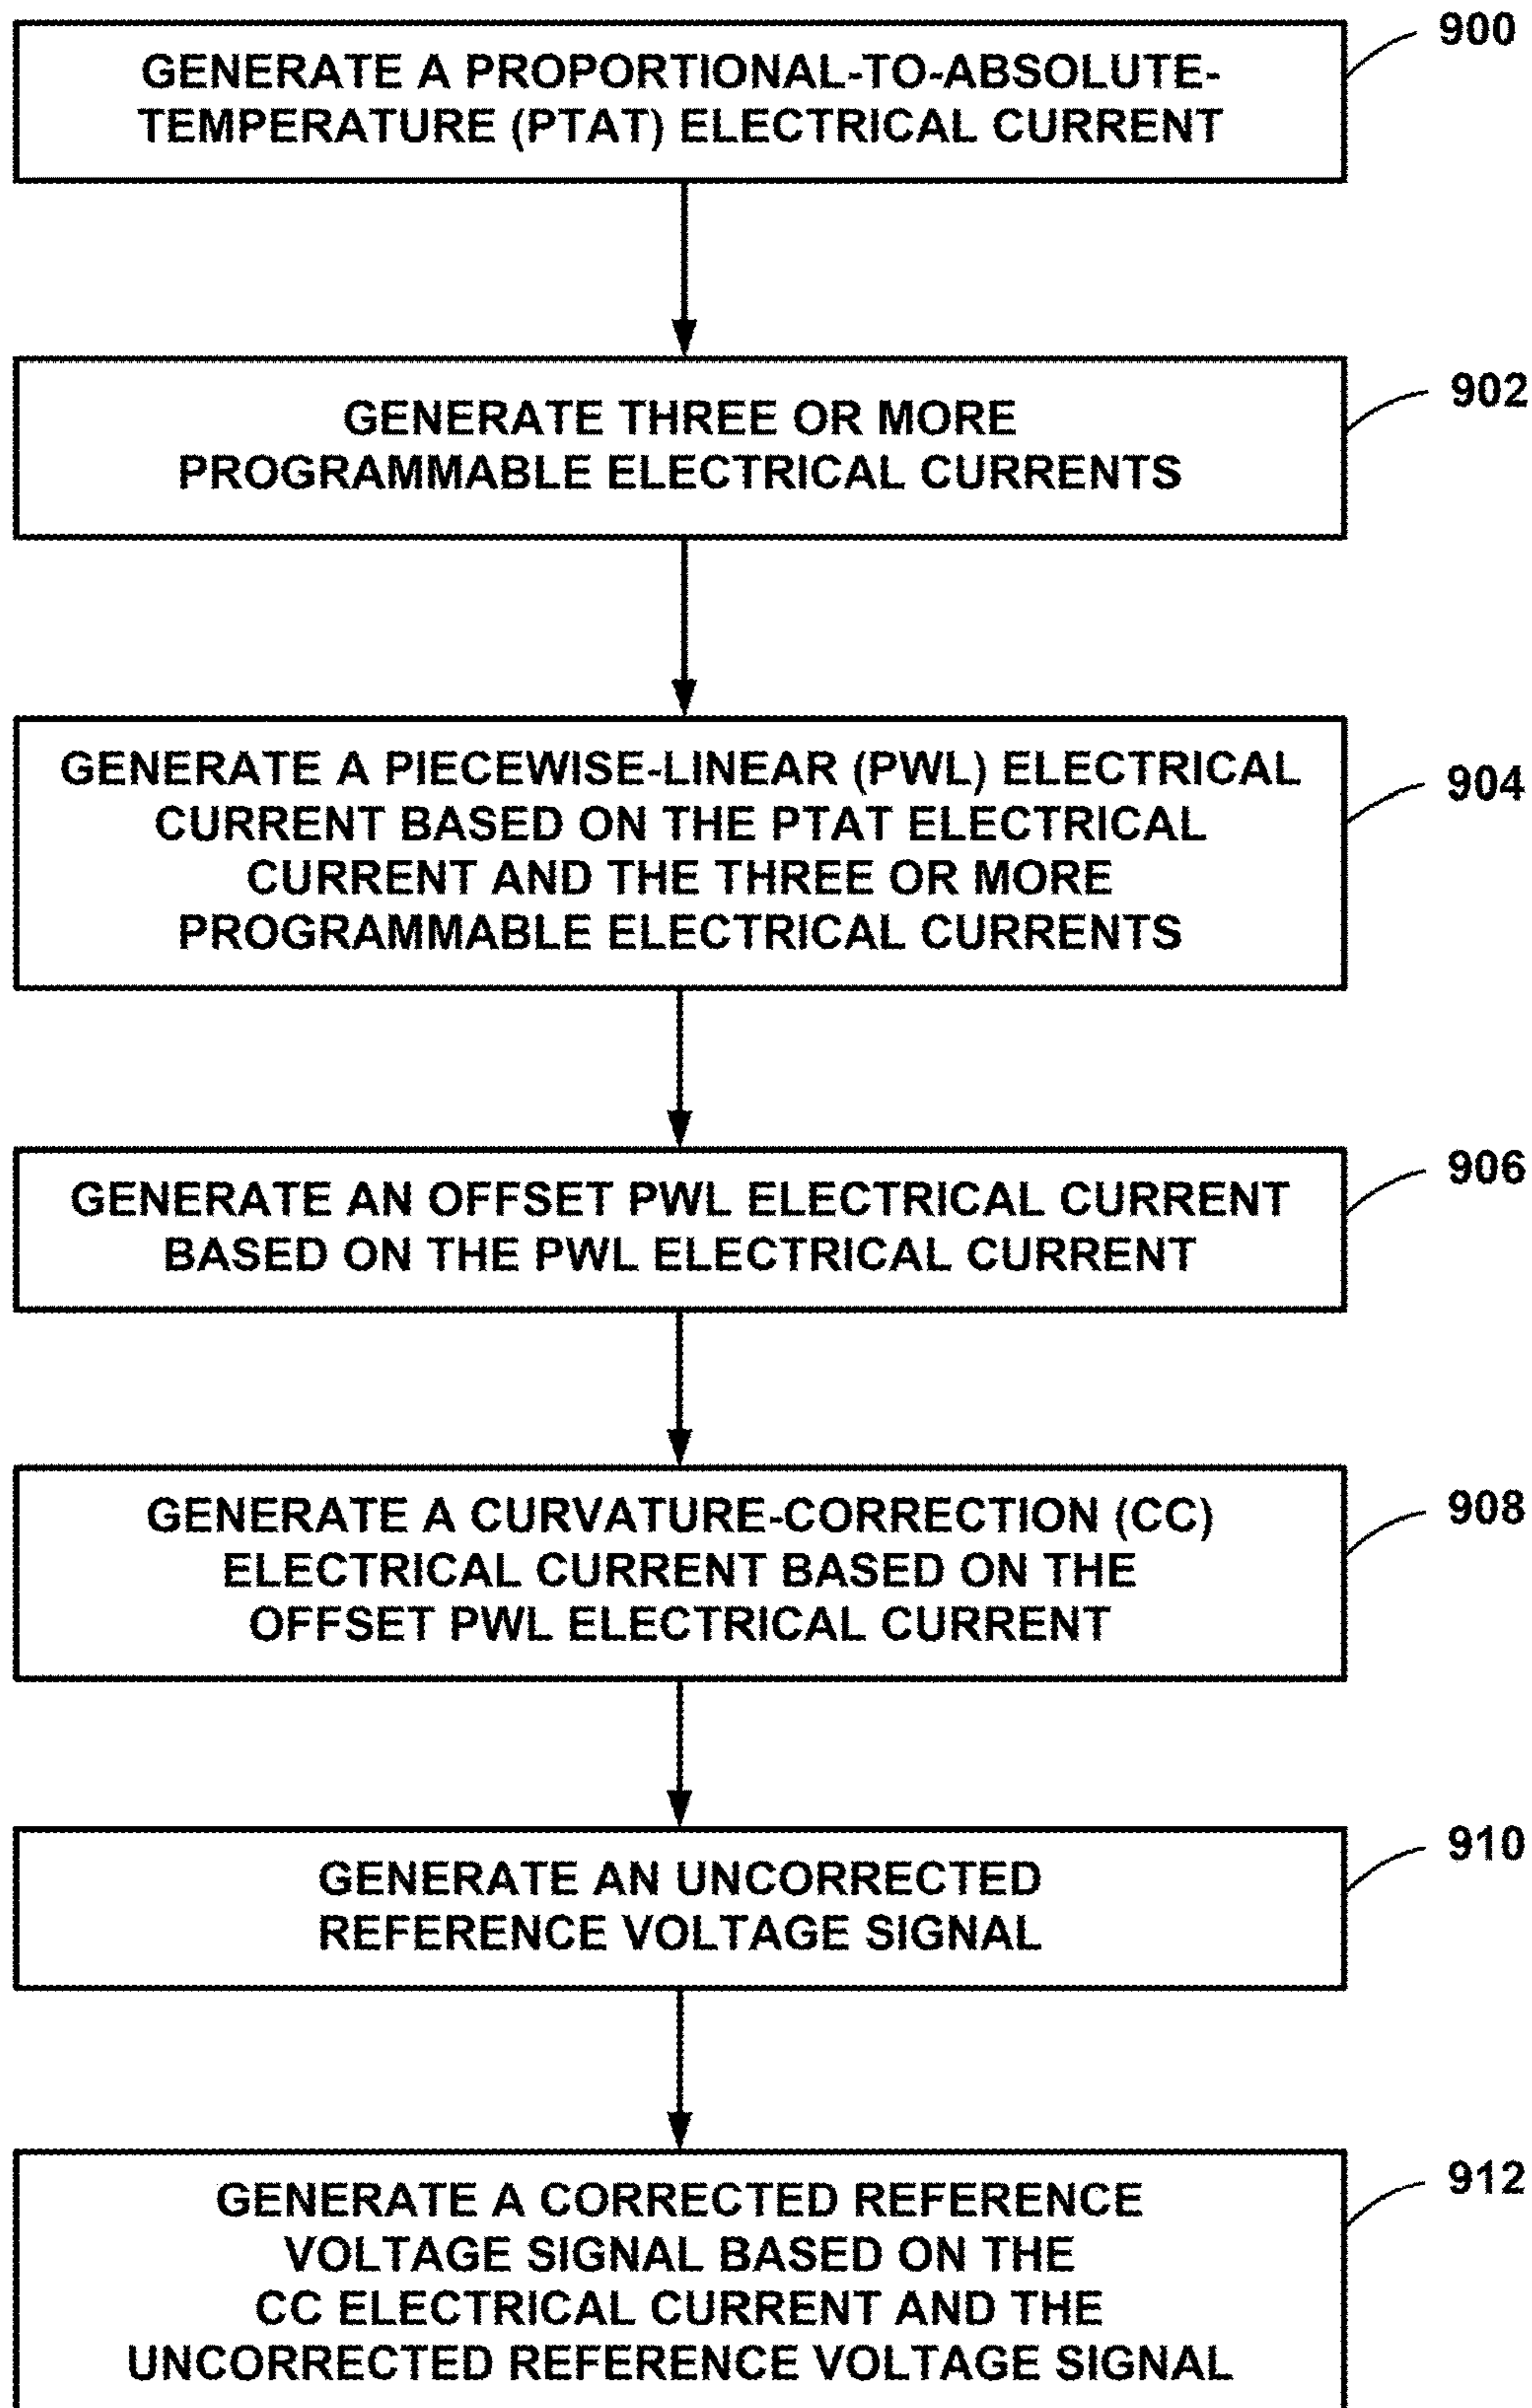 900
GENERATE A PROPORTIONAL-TO-ABSOLUTE-
TEMPERATURE (PTAT) ELECTRICAL CURRENT
902
GENERATE THREE OR MORE
PROGRAMMABLE ELECTRICAL CURRENTS
904
GENERATE A PIECEWISE-LINEAR (PWL) ELECTRICAL
CURRENT BASED ON THE PTAT ELECTRICAL
CURRENT AND THE THREE OR MORE
PROGRAMMABLE ELECTRICAL CURRENTS
906
GENERATE AN OFFSET PWL ELECTRICAL CURRENT
BASED ON THE PWL ELECTRICAL CURRENT
908
GENERATE A CURVATURE-CORRECTION (CC)
ELECTRICAL CURRENT BASED ON THE
OFFSET PWL ELECTRICAL CURRENT
910
GENERATE AN UNCORRECTED
REFERENCE VOLTAGE SIGNAL
912
GENERATE A CORRECTED REFERENCE
VOLTAGE SIGNAL BASED ON THE
CC ELECTRICAL CURRENT AND THE
UNCORRECTED REFERENCE VOLTAGE SIGNAL